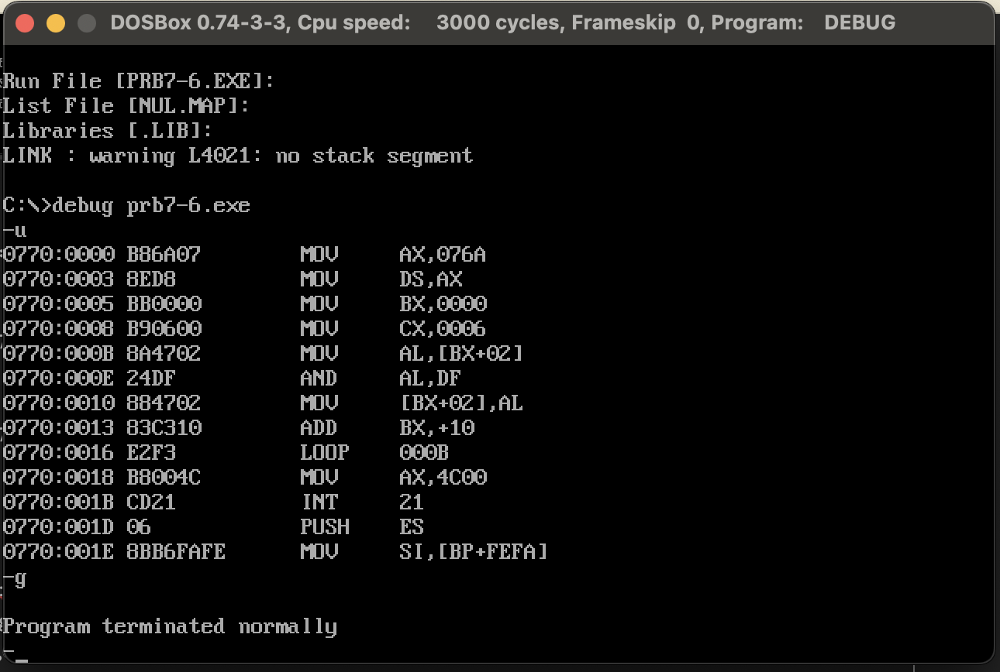 DOSBox 0.74-3-3, Cpu speed: 3000 cycles, Frameskip 0, Program: DEBUG
Run File [PRB7-6.EXE]:
List File [NUL.MAP]:
Libraries [.LIB]:
LINK : warning L4021: no stack segment
C:\>debug prb7-6.exe
-u
0770:0000 B86A07 MOV AX,076A
0770:0003 8ED8 MOV DS,AX
0770:0005 BB0000 MOV BX,0000
0770:0008 B90600 MOV CX,0006
0770:000B 8A4702 MOV AL,[BX+02]
0770:000E 24DF AND AL,DF
0770:0010 884702 MOV [BX+02],AL
0770:0013 83C310 ADD BX,+10
0770:0016 E2F3 LOOP 000B
0770:0018 B8004C MOV AX,4C00
0770:001B CD21 INT 21
0770:001D 06 PUSH ES
0770:001E 8BB6FAFE MOV SI,[BP+FEFA]
-g
Program terminated normally
-_